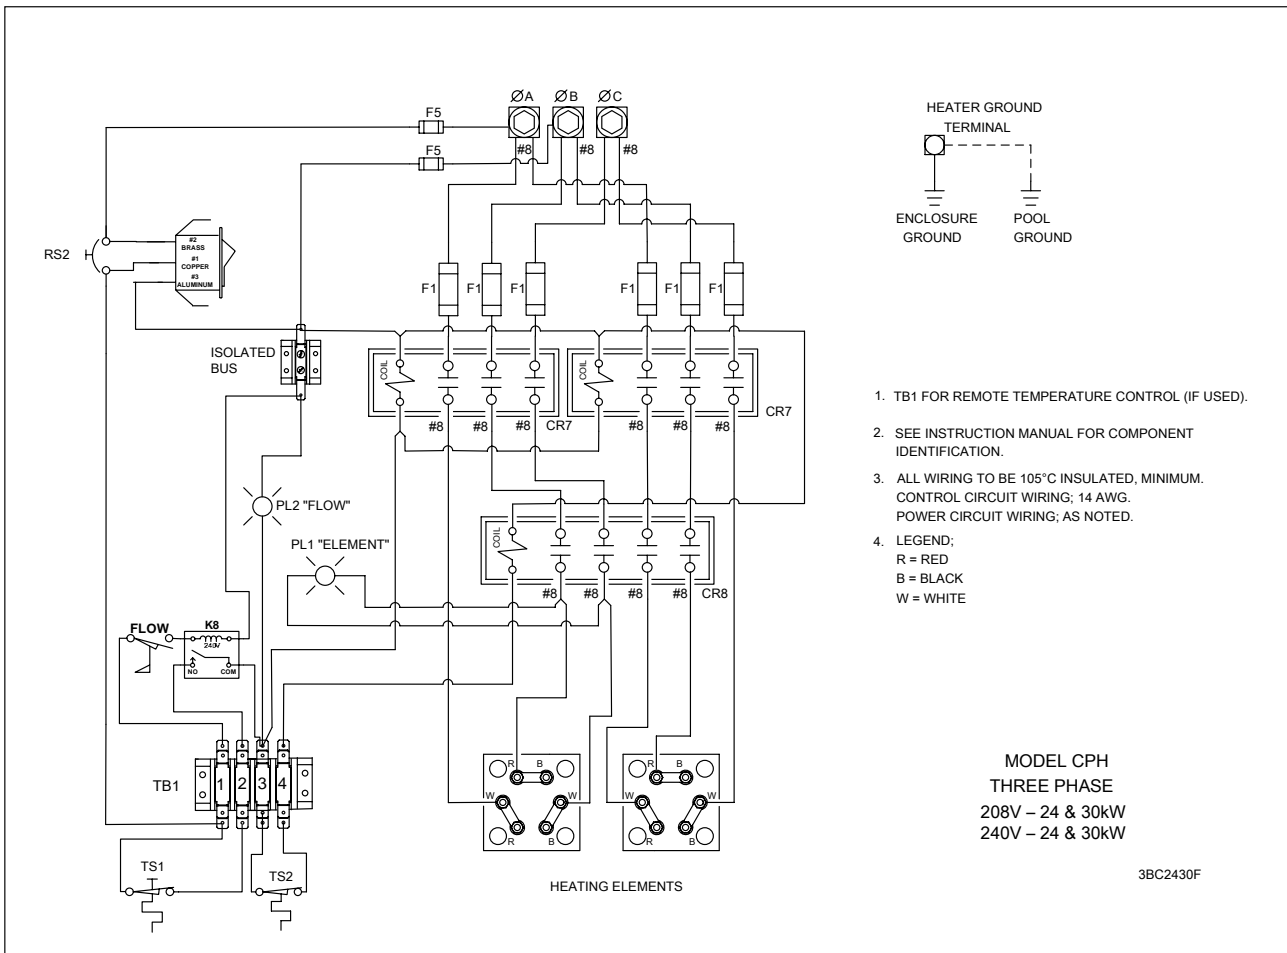 ØA ØB ØC
F5
F5
#8 #8 #8
HEATER GROUND
TERMINAL
ENCLOSURE
GROUND
POOL
GROUND
RS2
#2
BRASS
#1
COPPER
#3
ALUMINUM
F1 F1 F1 F1 F1 F1
ISOLATED
BUS
COIL
COIL
#8 #8 #8 CR7
#8 #8 #8 CR7
1. TB1 FOR REMOTE TEMPERATURE CONTROL (IF USED).
2. SEE INSTRUCTION MANUAL FOR COMPONENT
IDENTIFICATION.
3. ALL WIRING TO BE 105°C INSULATED, MINIMUM.
CONTROL CIRCUIT WIRING; 14 AWG.
POWER CIRCUIT WIRING; AS NOTED.
4. LEGEND;
R = RED
B = BLACK
W = WHITE
PL2 "FLOW"
PL1 "ELEMENT"
COIL
#8 #8 #8 #8 CR8
FLOW
K8
240V
NO COM
TB1
1 2 3 4
R B
W W
R B
R B
W W
R B
HEATING ELEMENTS
TS1
TS2
MODEL CPH
THREE PHASE
208V – 24 & 30kW
240V – 24 & 30kW
3BC2430F